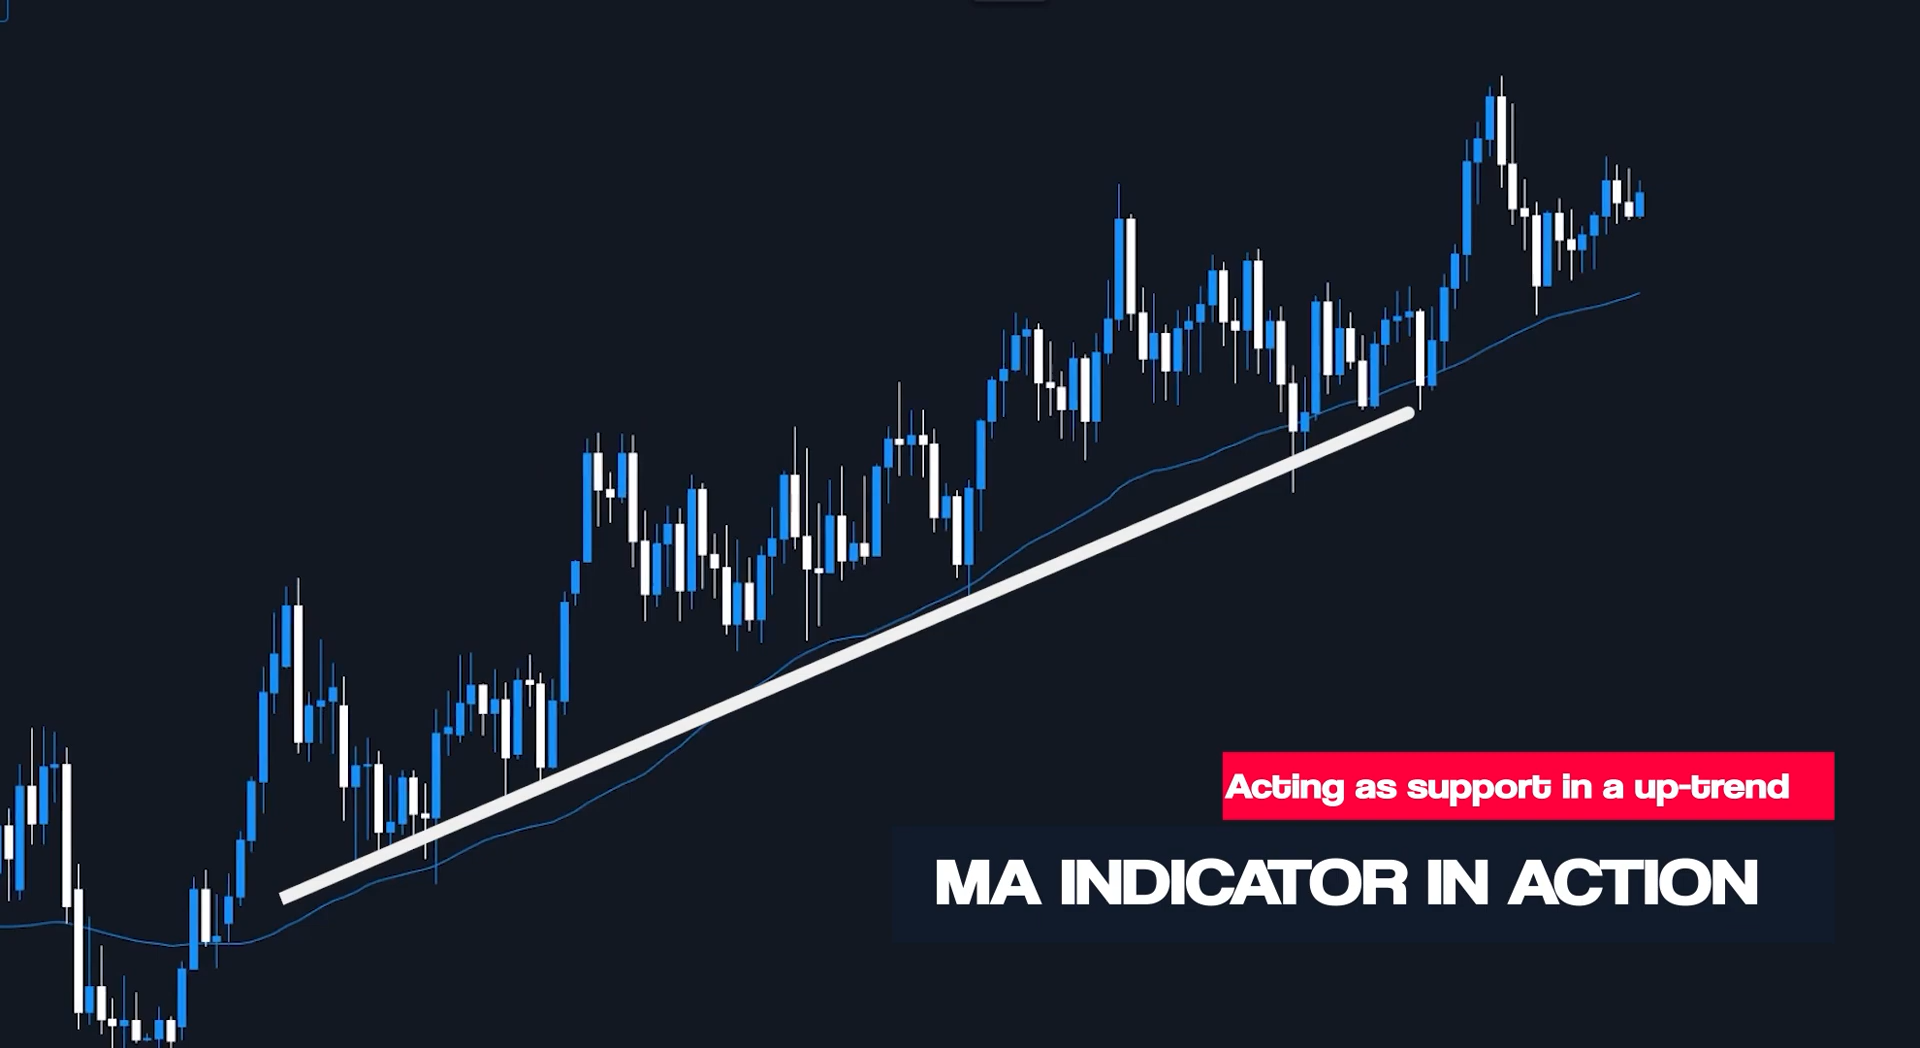 Acting as support in a up-trend
MA INDICATOR IN ACTION